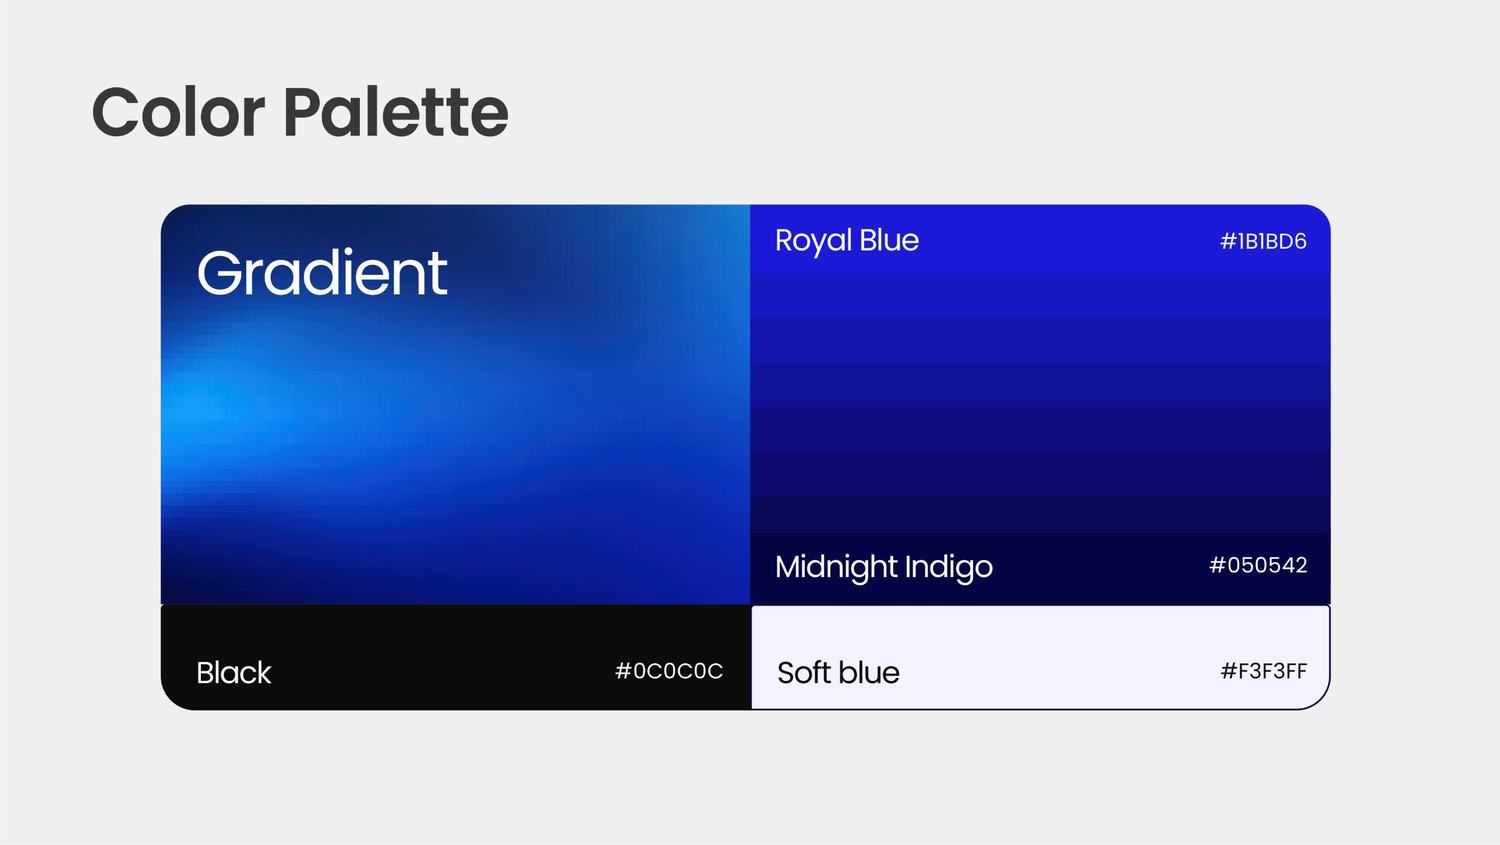 Color Palette
Gradient
Royal Blue #1B1BD6
Midnight Indigo #050542
Black #0C0C0C
Soft blue #F3F3FF